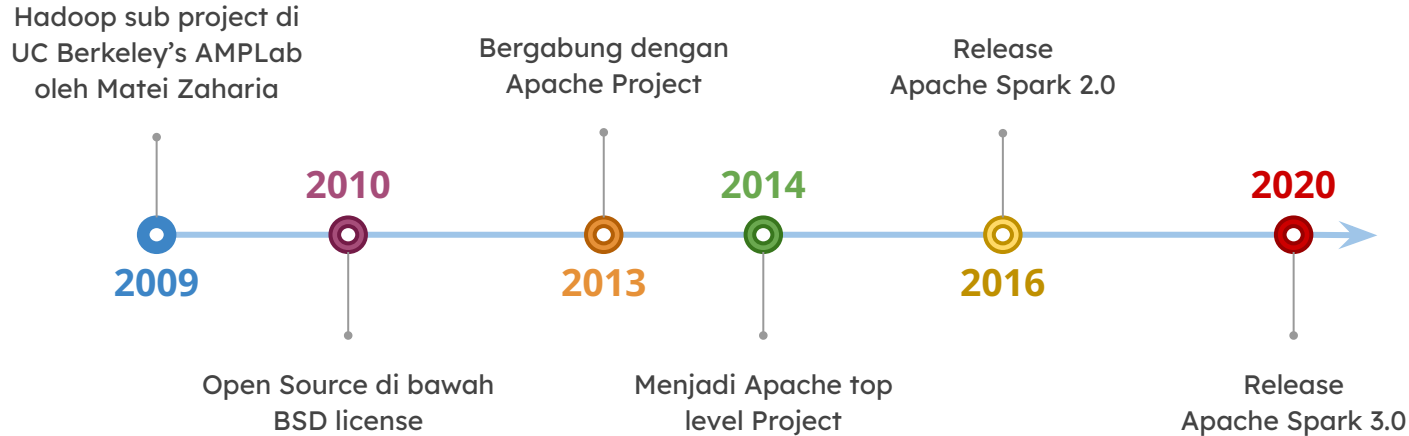 Hadoop sub project di
UC Berkeley’s AMPLab
oleh Matei Zaharia
2009
2010
Open Source di bawah
BSD license
Bergabung dengan
Apache Project
2013
2014
Menjadi Apache top
level Project
Release
Apache Spark 2.0
2016
2020
Release
Apache Spark 3.0